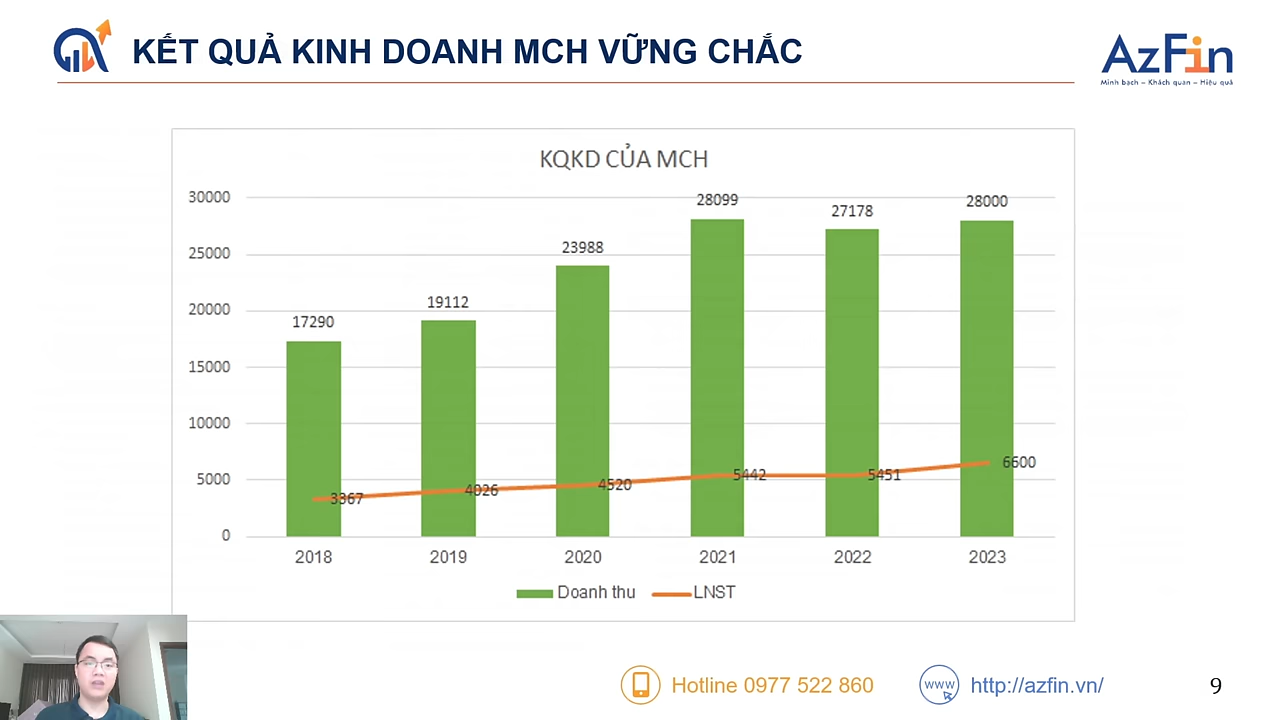 KẾT QUẢ KINH DOANH MCH VỮNG CHẮC
AzFin
Minh bạch – Khách quan – Hiệu quả
KQKD CỦA MCH
30000
25000
20000
15000
10000
5000
0
17290
19112
23988
28099
27178
28000
3367
4026
4520
5442
5451
6600
2018
2019
2020
2021
2022
2023
Doanh thu
LNST
Hotline 0977 522 860
www
http://azfin.vn/
9